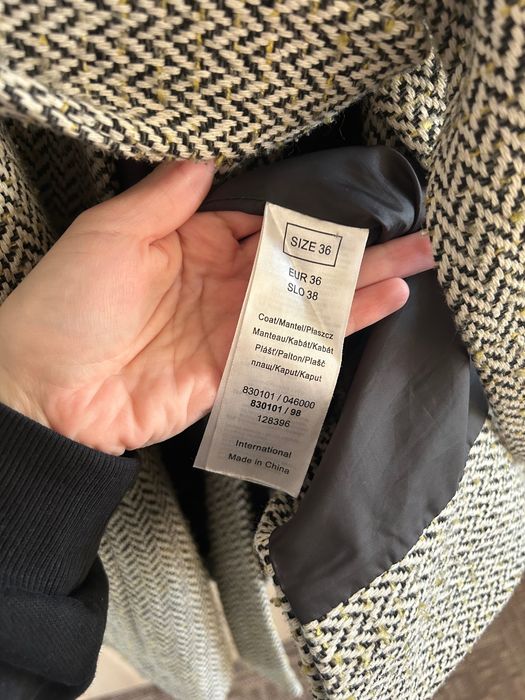 SIZE 36
EUR 36
SLO 38
Coat/Mantel/Płaszcz
Manteau/Kabát/Kabát
Plášť/Palton/Plašč
плащ/Kaput/Kaput
830101 / 046000
830101 / 98
128396
International
Made in China